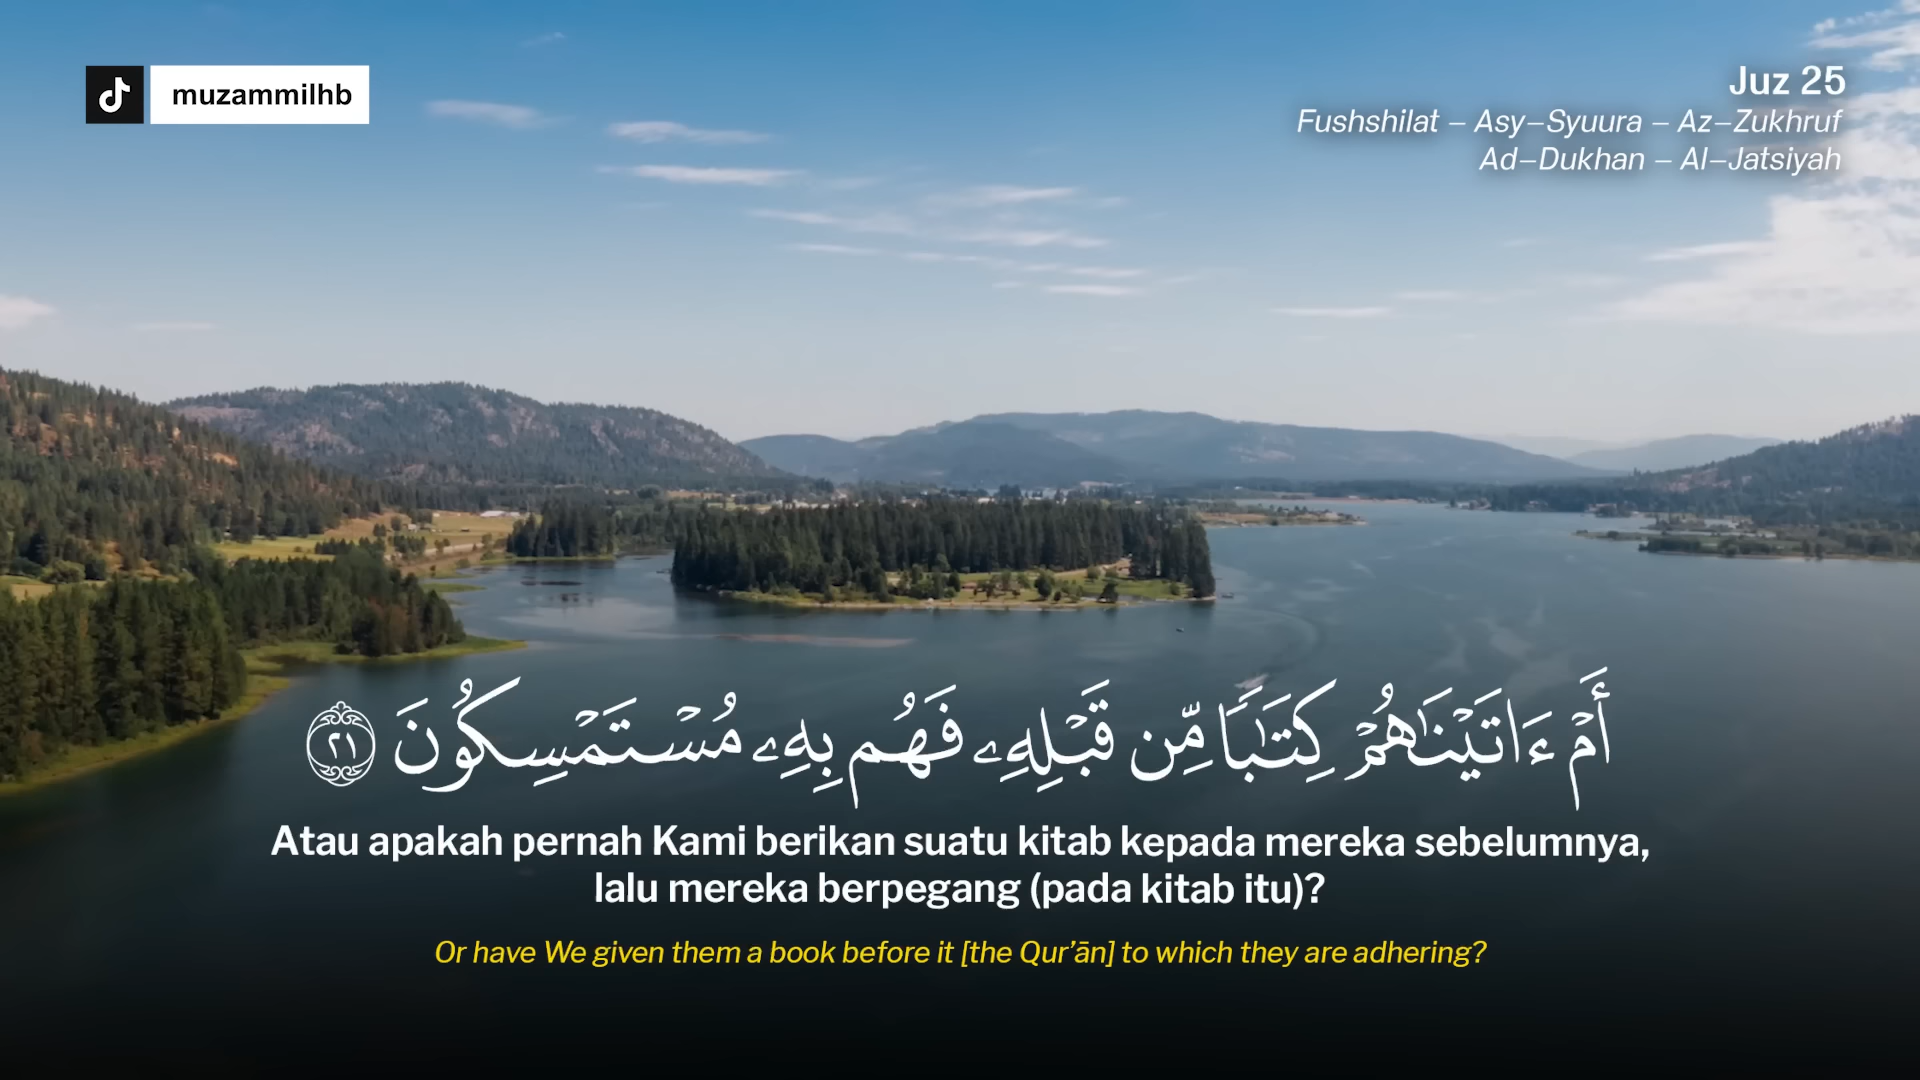 muzammilhb
Juz 25
Fushshilat – Asy–Syuura – Az–Zukhruf
Ad–Dukhan – Al–Jatsiyah
أَمْ ءَاتَيْنَٰهُمْ كِتَٰبًا مِّن قَبْلِهِۦ فَهُم بِهِۦ مُسْتَمْسِكُونَ ٢١
Atau apakah pernah Kami berikan suatu kitab kepada mereka sebelumnya,
lalu mereka berpegang (pada kitab itu)?
Or have We given them a book before it [the Qur’ān] to which they are adhering?